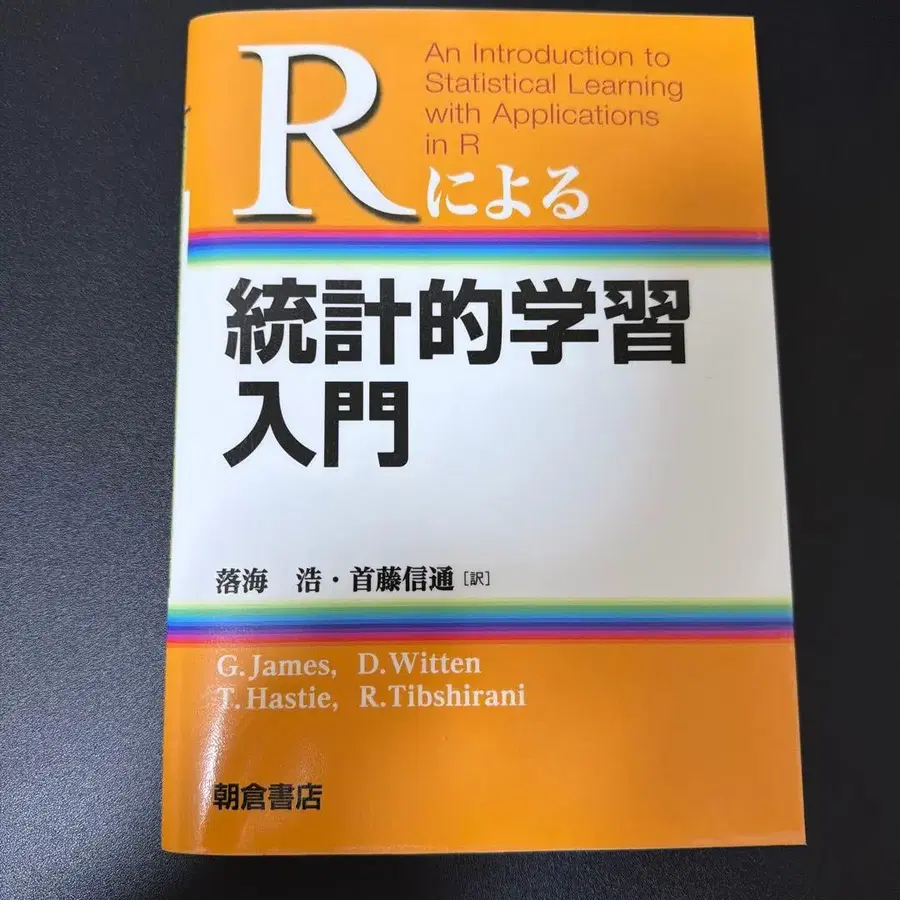 An Introduction to
Statistical Learning
with Applications
in R
Rによる
統計的学習
入門
落海 浩・首藤信通[訳]
G.James, D.Witten
T.Hastie, R.Tibshirani
朝倉書店